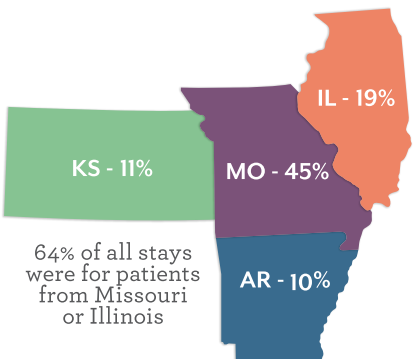 IL - 19%
KS - 11%
MO - 45%
64% of all stays
were for patients
from Missouri
or Illinois
AR - 10%